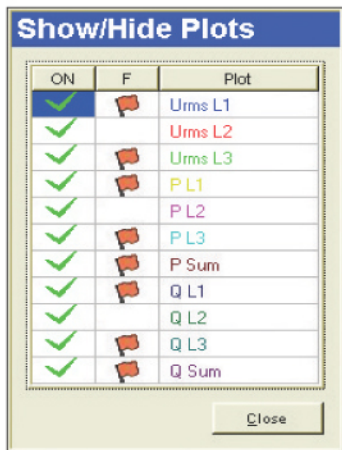 Show/Hide Plots
ON F Plot
Urms L1
Urms L2
Urms L3
P L1
P L2
P L3
P Sum
Q L1
Q L2
Q L3
Q Sum
Close